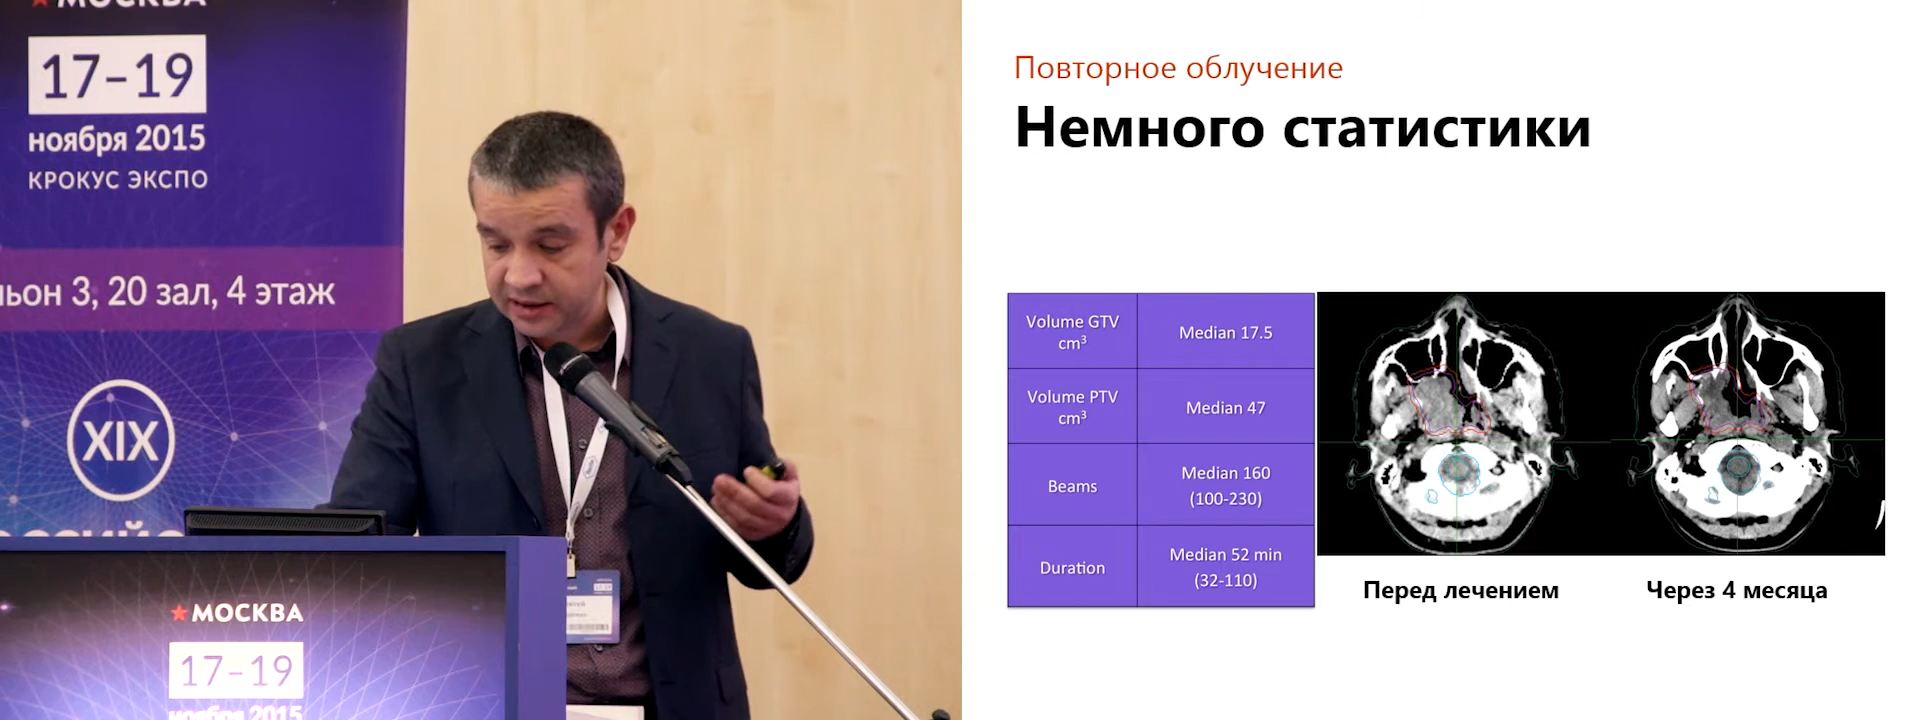 МОСКВА
17–19
ноября 2015
КРОКУС ЭКСПО
ьон 3, 20 зал, 4 этаж
XIX
МОСКВА
17–19
ноября 2015
Повторное облучение
Немного статистики
Volume GTV
cm³
Median 17.5
Volume PTV
cm³
Median 47
Beams
Median 160
(100-230)
Duration
Median 52 min
(32-110)
Перед лечением
Через 4 месяца